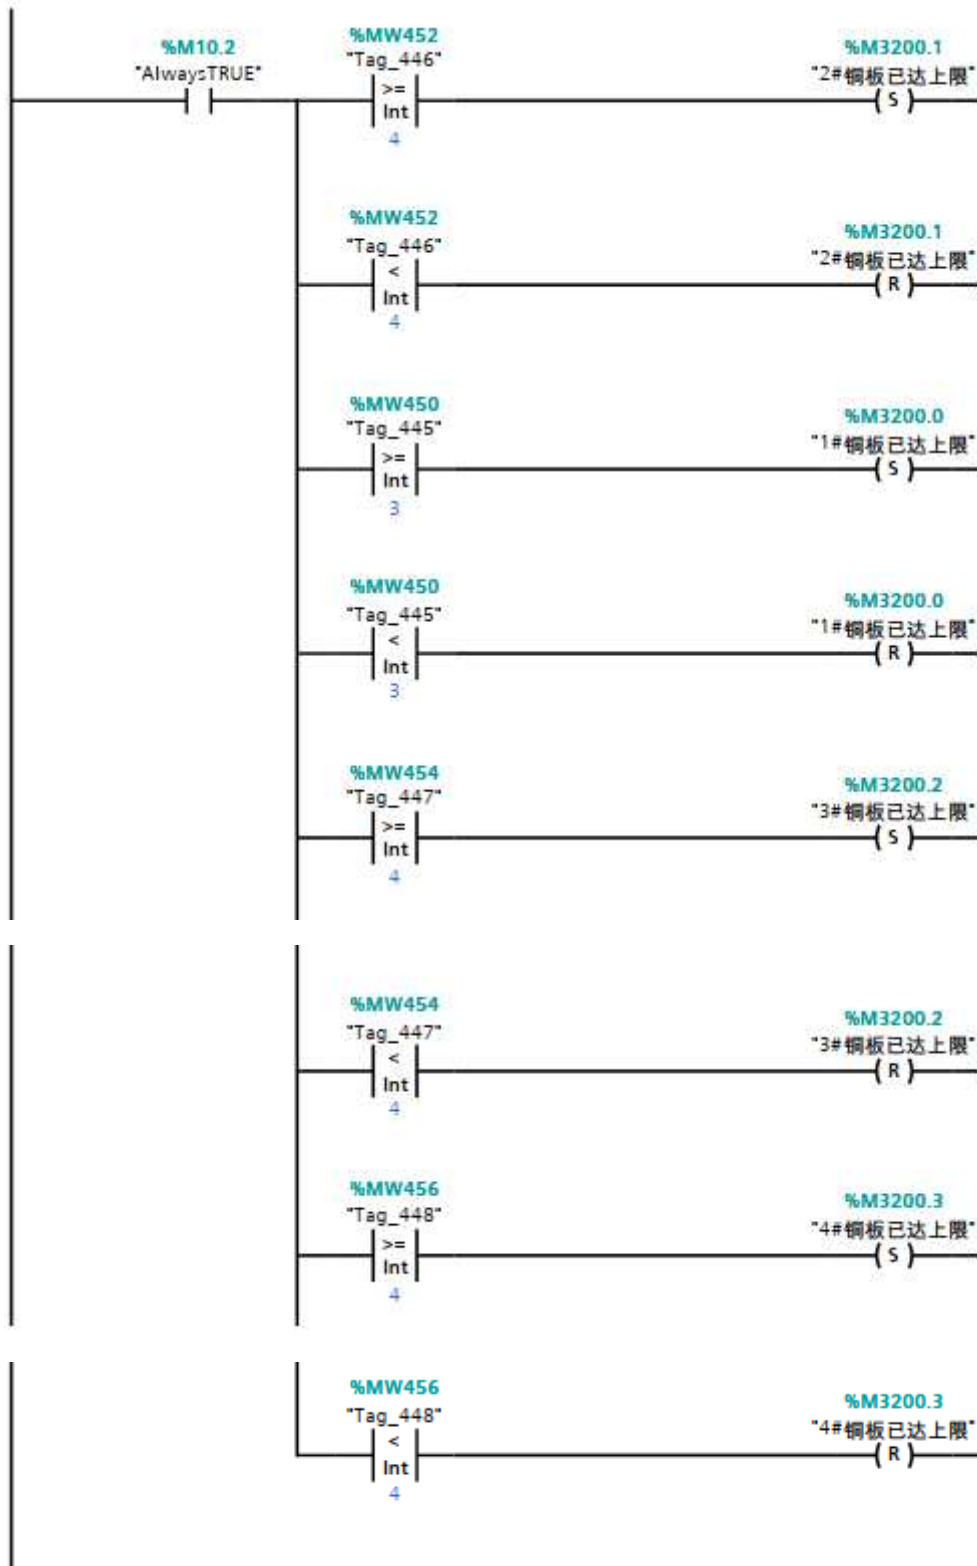 %M10.2
"AlwaysTRUE"
%MW452
"Tag_446"
>=
Int
4
%M3200.1
"2#铜板已达上限"
S
%MW452
"Tag_446"
<
Int
4
%M3200.1
"2#铜板已达上限"
R
%MW450
"Tag_445"
>=
Int
3
%M3200.0
"1#铜板已达上限"
S
%MW450
"Tag_445"
<
Int
3
%M3200.0
"1#铜板已达上限"
R
%MW454
"Tag_447"
>=
Int
4
%M3200.2
"3#铜板已达上限"
S
%MW454
"Tag_447"
<
Int
4
%M3200.2
"3#铜板已达上限"
R
%MW456
"Tag_448"
>=
Int
4
%M3200.3
"4#铜板已达上限"
S
%MW456
"Tag_448"
<
Int
4
%M3200.3
"4#铜板已达上限"
R